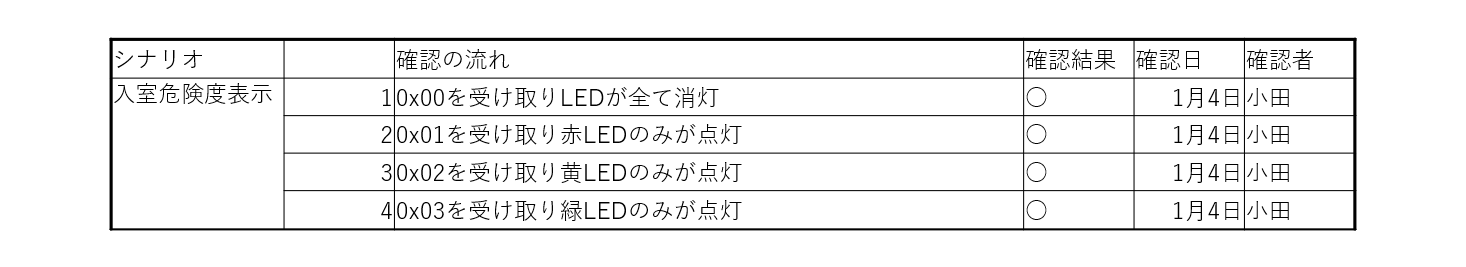 シナリオ 確認の流れ 確認結果 確認日 確認者
入室危険度表示 1 0x00を受け取りLEDが全て消灯 ○ 1月4日 小田
2 0x01を受け取り赤LEDのみが点灯 ○ 1月4日 小田
3 0x02を受け取り黄LEDのみが点灯 ○ 1月4日 小田
4 0x03を受け取り緑LEDのみが点灯 ○ 1月4日 小田